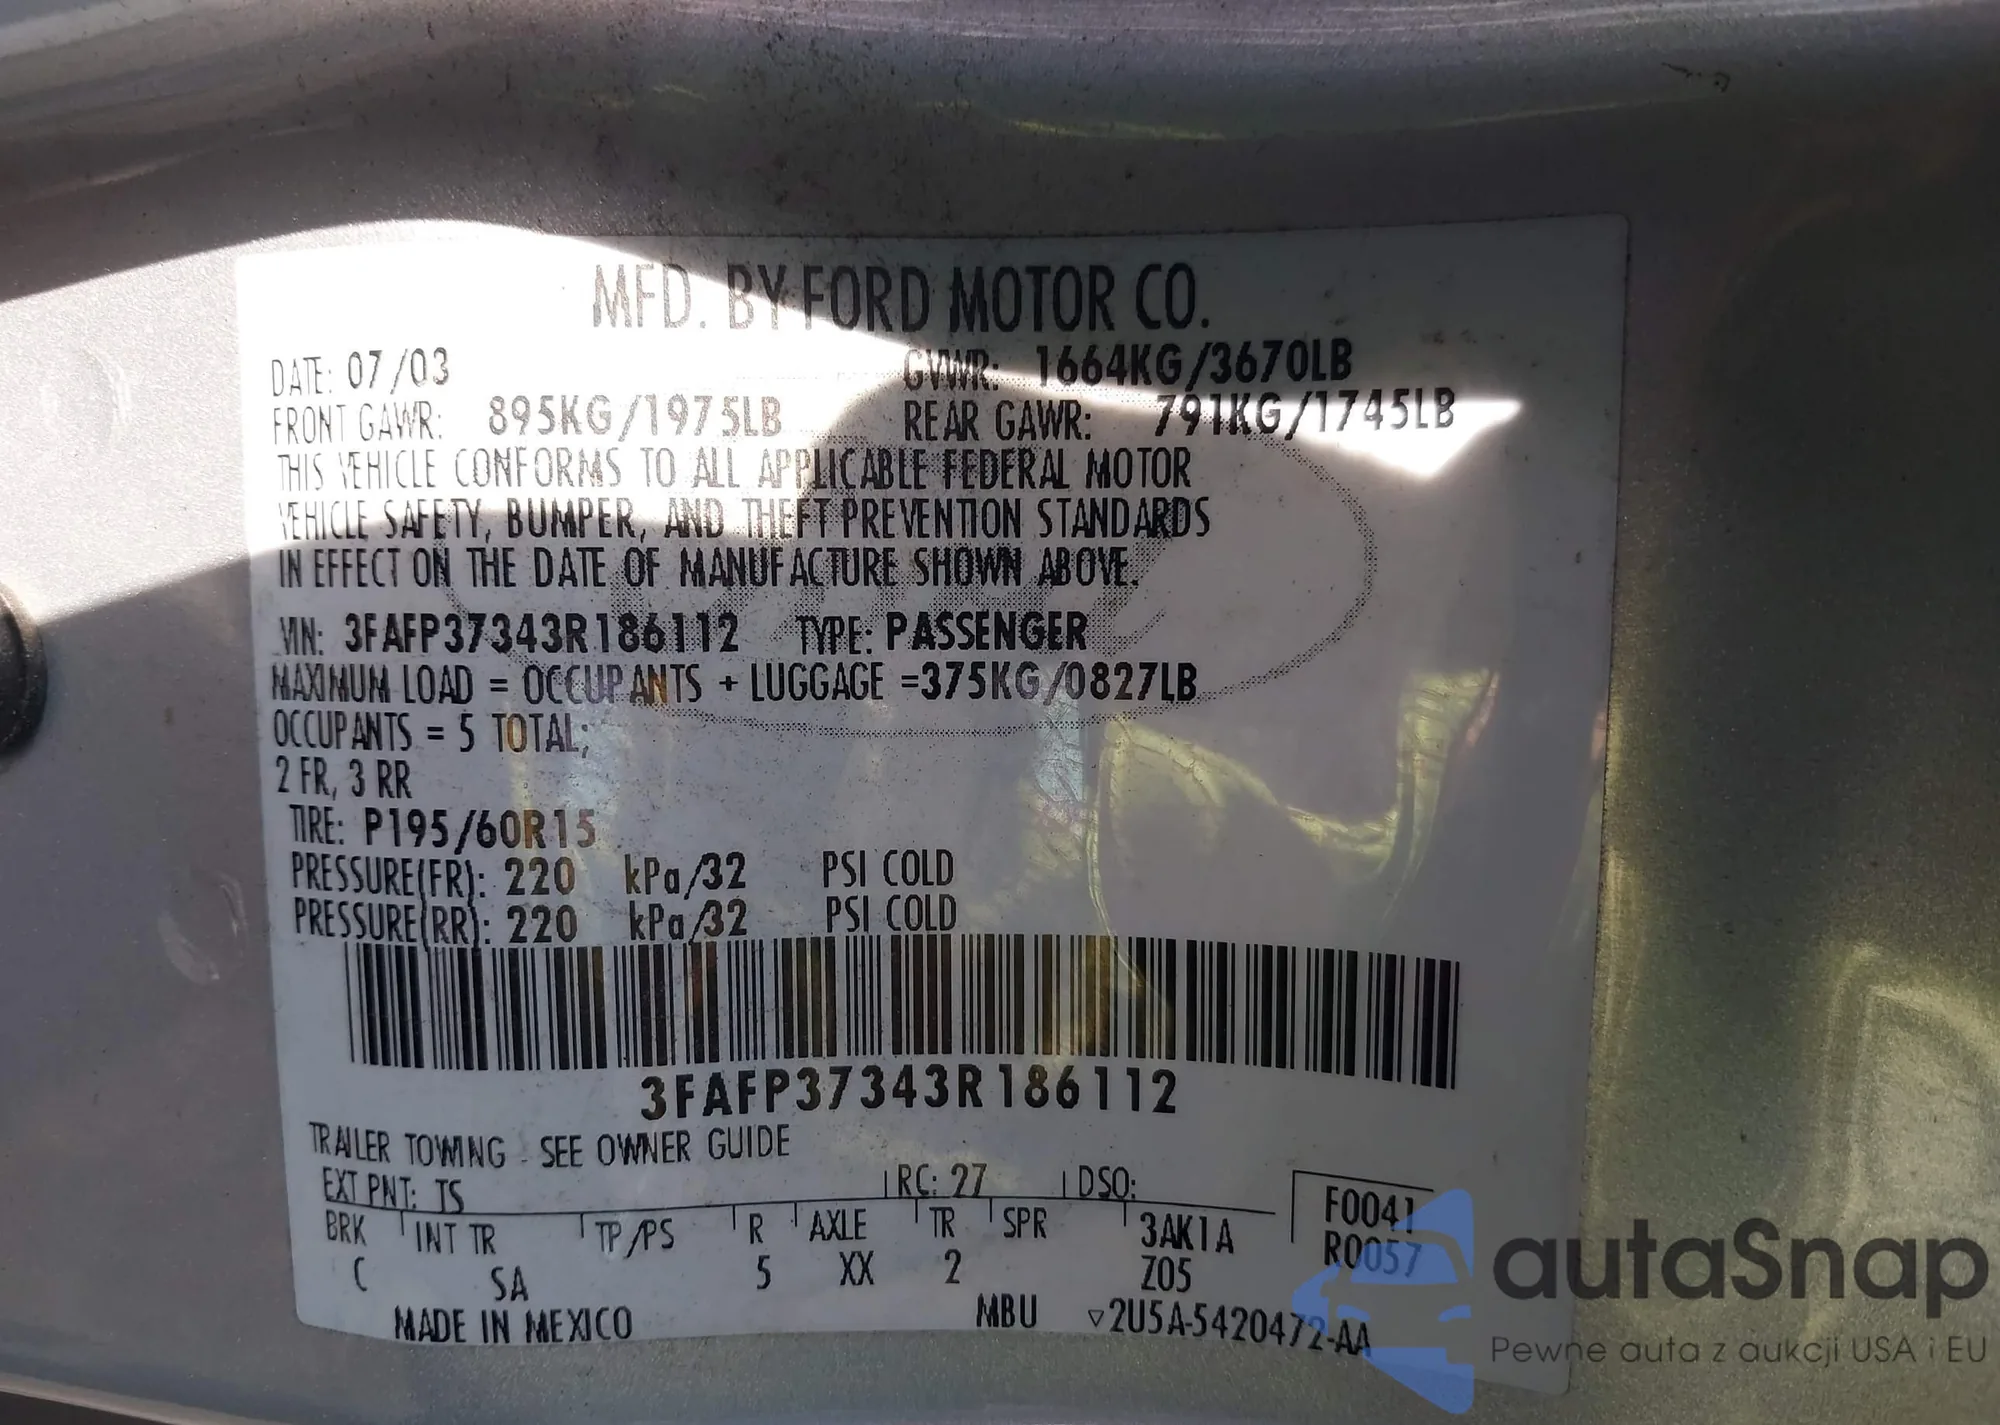 MFD. BY FORD MOTOR CO.
DATE: 07/03 GVWR: 1664KG/3670LB
FRONT GAWR: 895KG/1975LB REAR GAWR: 791KG/1745LB
THIS VEHICLE CONFORMS TO ALL APPLICABLE FEDERAL MOTOR
VEHICLE SAFETY, BUMPER, AND THEFT PREVENTION STANDARDS
IN EFFECT ON THE DATE OF MANUFACTURE SHOWN ABOVE.
VIN: 3FAFP37343R186112 TYPE: PASSENGER
MAXIMUM LOAD = OCCUPANTS + LUGGAGE =375KG/0827LB
OCCUPANTS = 5 TOTAL;
2 FR, 3 RR
TIRE: P195/60R15
PRESSURE(FR): 220 kPa/32 PSI COLD
PRESSURE(RR): 220 kPa/32 PSI COLD
3FAFP37343R186112
TRAILER TOWING - SEE OWNER GUIDE
EXT PNT: TS RC: 27 DSO: F0041
BRK INT TR TP/PS R AXLE TR SPR 3AK1A R0057
C SA 5 XX 2 Z05
MADE IN MEXICO MBU ▽2U5A-5420472-AA
autaSnap
Pewne auta z aukcji USA i EU